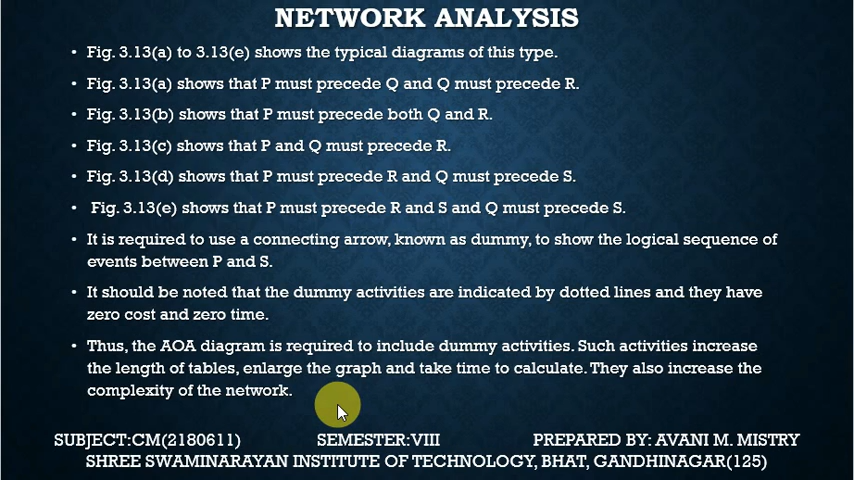 NETWORK ANALYSIS
• Fig. 3.13(a) to 3.13(e) shows the typical diagrams of this type.
• Fig. 3.13(a) shows that P must precede Q and Q must precede R.
• Fig. 3.13(b) shows that P must precede both Q and R.
• Fig. 3.13(c) shows that P and Q must precede R.
• Fig. 3.13(d) shows that P must precede R and Q must precede S.
• Fig. 3.13(e) shows that P must precede R and S and Q must precede S.
• It is required to use a connecting arrow, known as dummy, to show the logical sequence of
events between P and S.
• It should be noted that the dummy activities are indicated by dotted lines and they have
zero cost and zero time.
• Thus, the AOA diagram is required to include dummy activities. Such activities increase
the length of tables, enlarge the graph and take time to calculate. They also increase the
complexity of the network.
SUBJECT:CM(2180611) SEMESTER:VIII PREPARED BY: AVANI M. MISTRY
SHREE SWAMINARAYAN INSTITUTE OF TECHNOLOGY, BHAT, GANDHINAGAR(125)